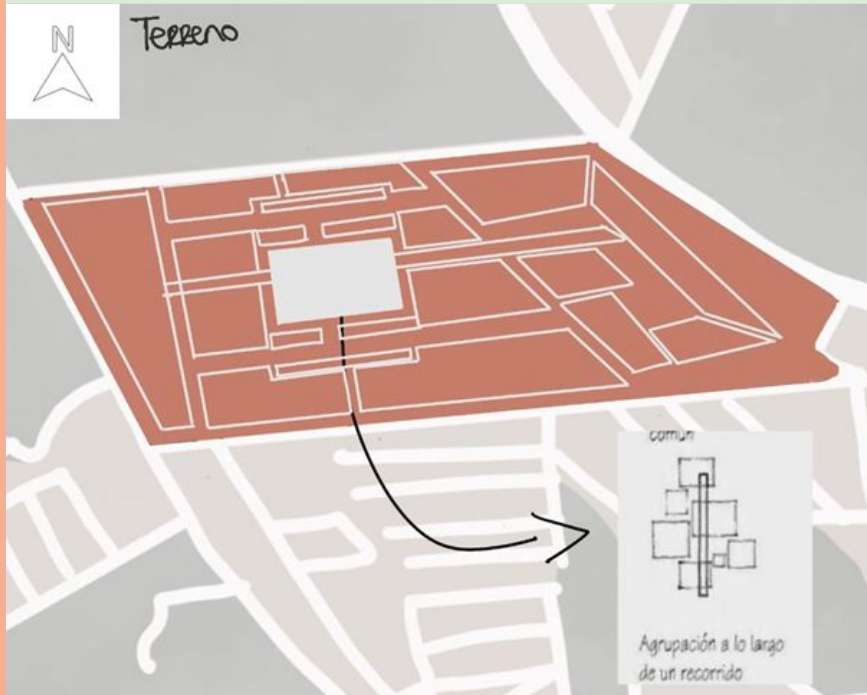 N
Terreno
común
Agrupación a lo largo
de un recorrido